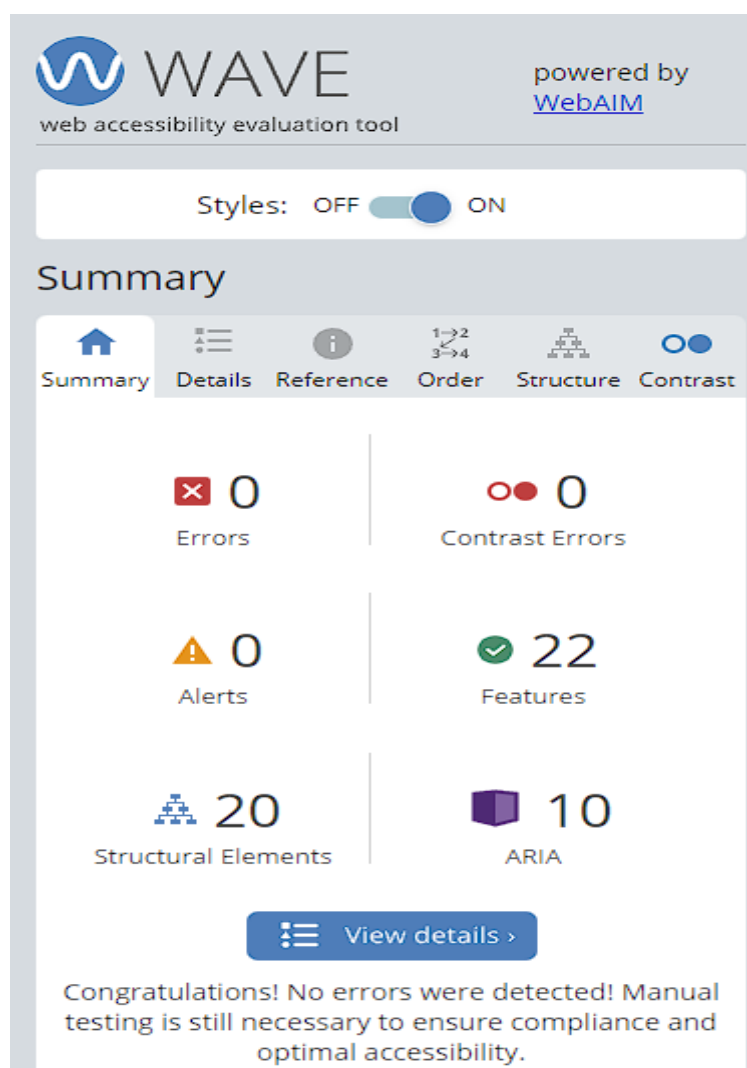 WAVE
powered by
WebAIM
web accessibility evaluation tool
Styles: OFF ON
Summary
1→2
3→4
Summary Details Reference Order Structure Contrast
0 0
Errors Contrast Errors
0 22
Alerts Features
20 10
Structural Elements ARIA
View details ›
Congratulations! No errors were detected! Manual
testing is still necessary to ensure compliance and
optimal accessibility.